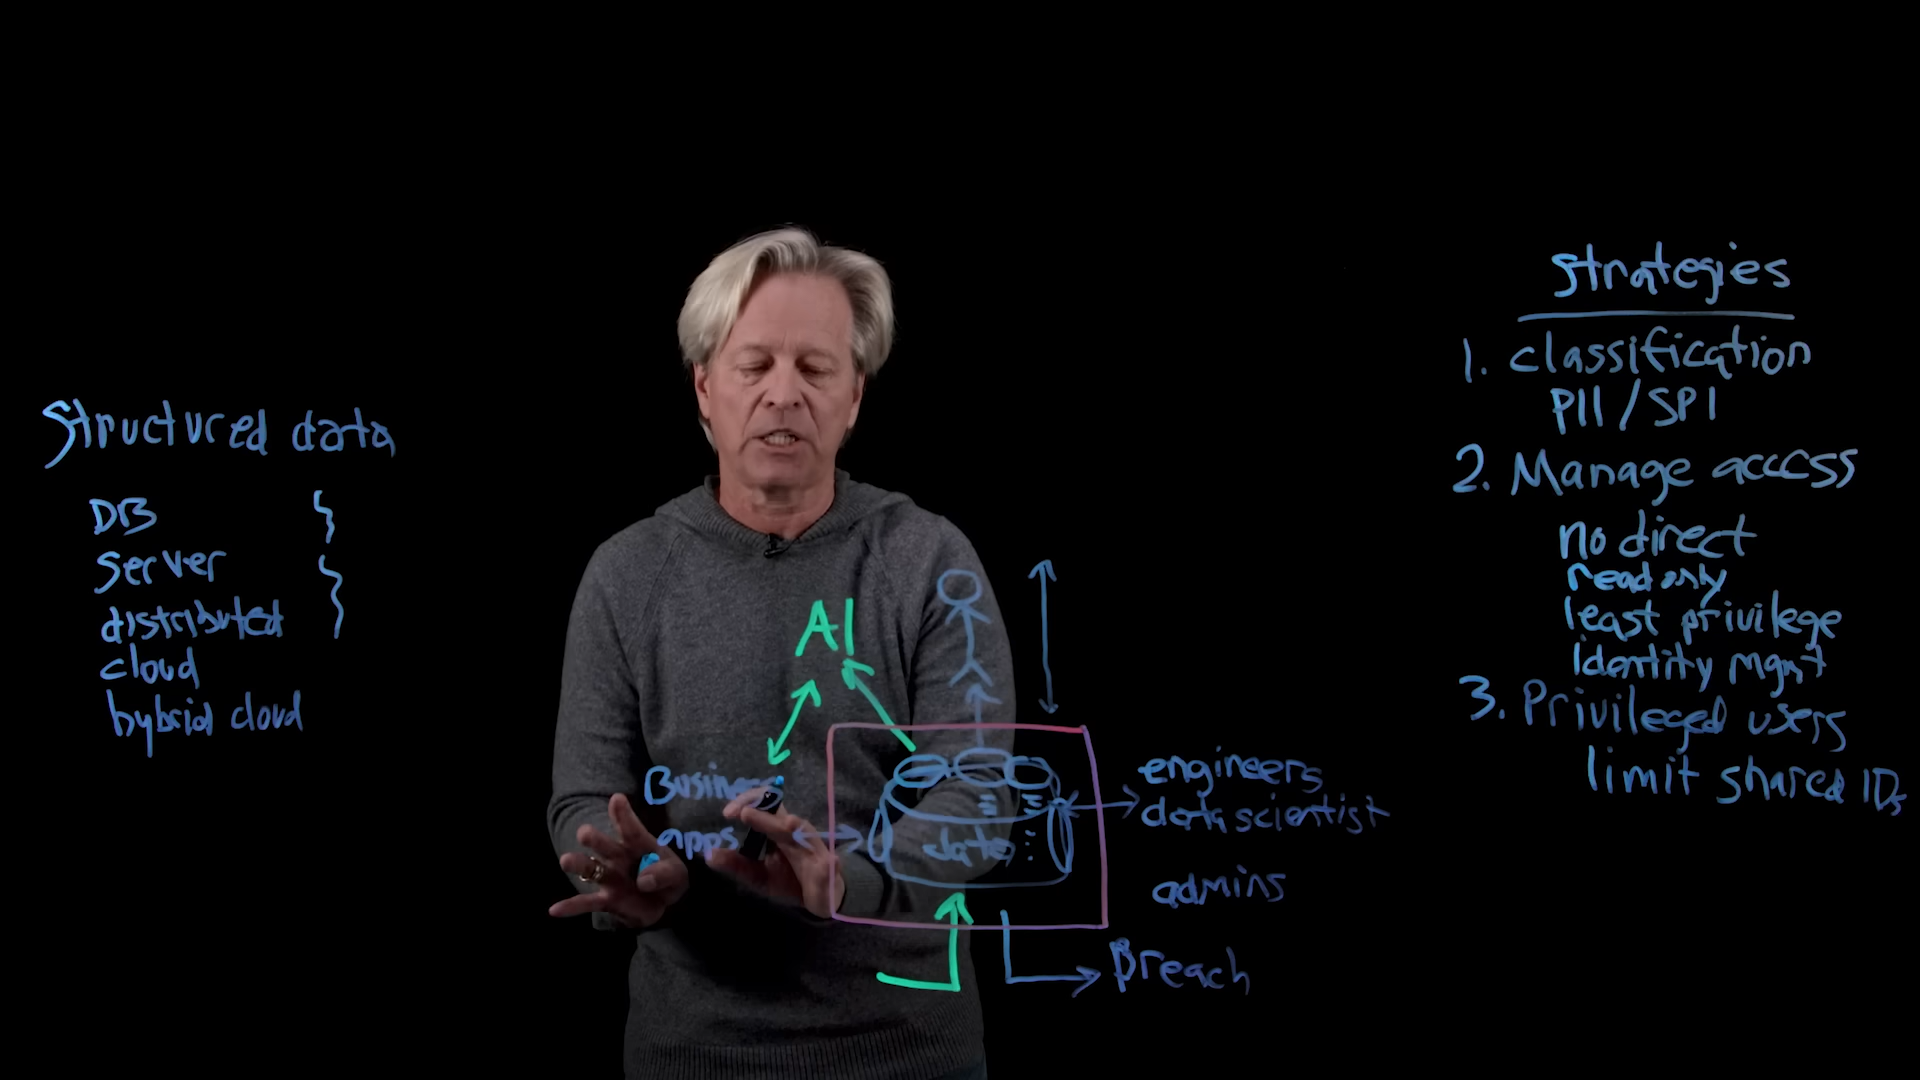 Structured data
DB
Server
distributed
cloud
hybrid cloud
AI
Business
apps
data
engineers
data scientist
admins
Breach
Strategies
1. classification
PII/SPI
2. Manage access
no direct
read only
least privilege
Identity mgmt
3. Privileged users
limit shared IDs